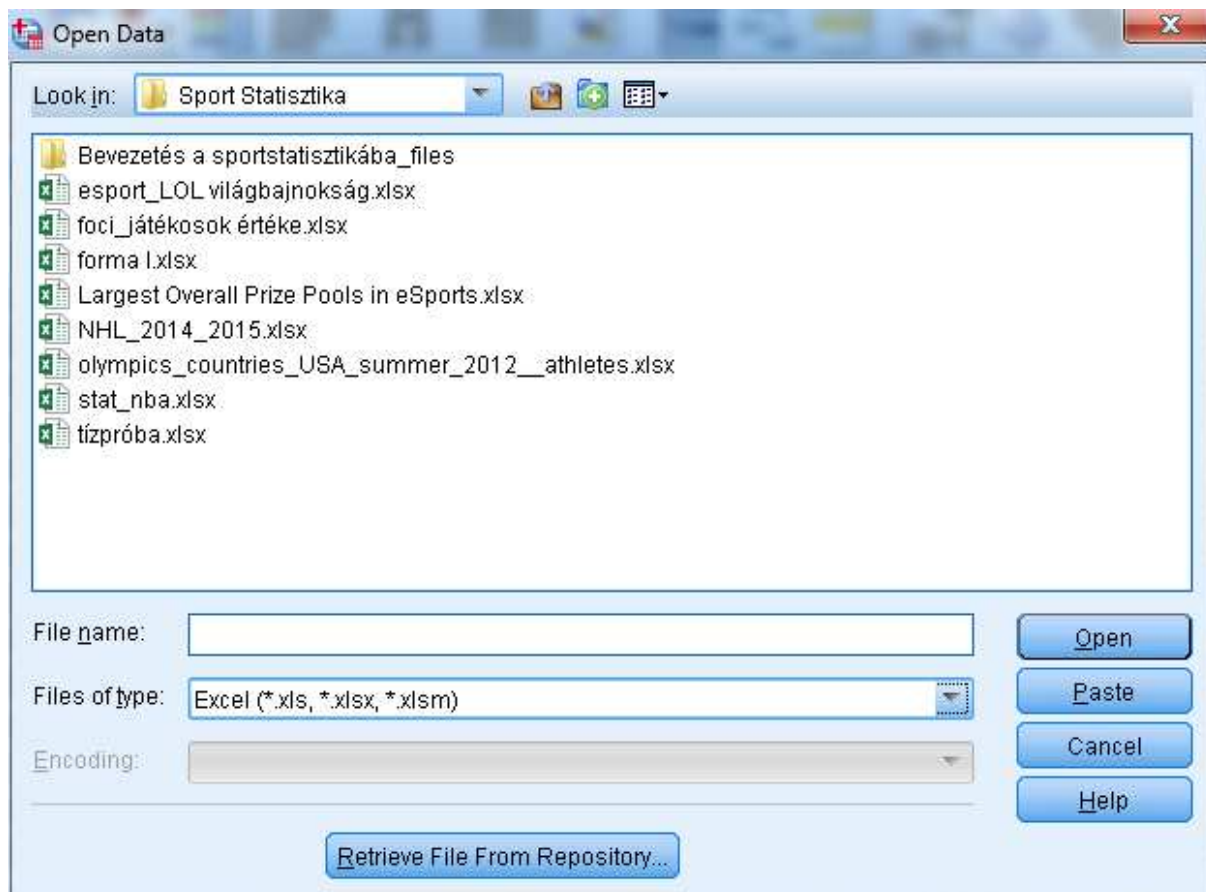 Open Data
Look in: Sport Statisztika
Bevezetés a sportstatisztikába_files
esport_LOL világbajnokság.xlsx
foci_játékosok értéke.xlsx
forma I.xlsx
Largest Overall Prize Pools in eSports.xlsx
NHL_2014_2015.xlsx
olympics_countries_USA_summer_2012__athletes.xlsx
stat_nba.xlsx
tízpróba.xlsx
File name:
Open
Files of type: Excel (*.xls, *.xlsx, *.xlsm)
Paste
Encoding:
Cancel
Help
Retrieve File From Repository...